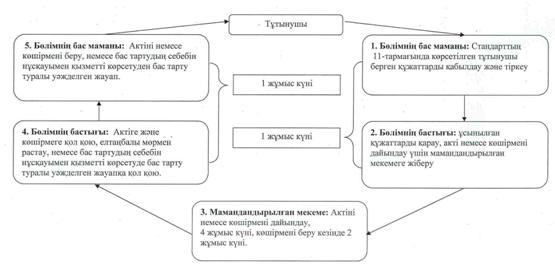 Тұтынушы
1. Бөлімнің бас маманы: Стандарттың
11-тармағында көрсетілген тұтынушы
берген құжаттарды қабылдау және тіркеу
2. Бөлімнің бастығы: ұсынылған
құжаттарды қарау, акті немесе көшірмені
дайындау үшін мамандандырылған
мекемеге жіберу
3. Мамандандырылған мекеме: Актіні
немесе көшірмені дайындау,
4 жұмыс күні, көшірмені беру кезінде 2
жұмыс күні.
4. Бөлімнің бастығы: Актіге және
көшірмеге қол қою, елтаңбалы мөрмен
растау, немесе бас тартудың себебін
нұсқауымен қызметті көрсетуде бас тарту
туралы уәжделген жауапқа қол қою.
5. Бөлімнің бас маманы: Актіні немесе
көшірмені беру, немесе бас тартудың себебін
нұсқауымен қызметті көрсетуден бас тарту
туралы уәжделген жауап.
1 жұмыс күні
1 жұмыс күні